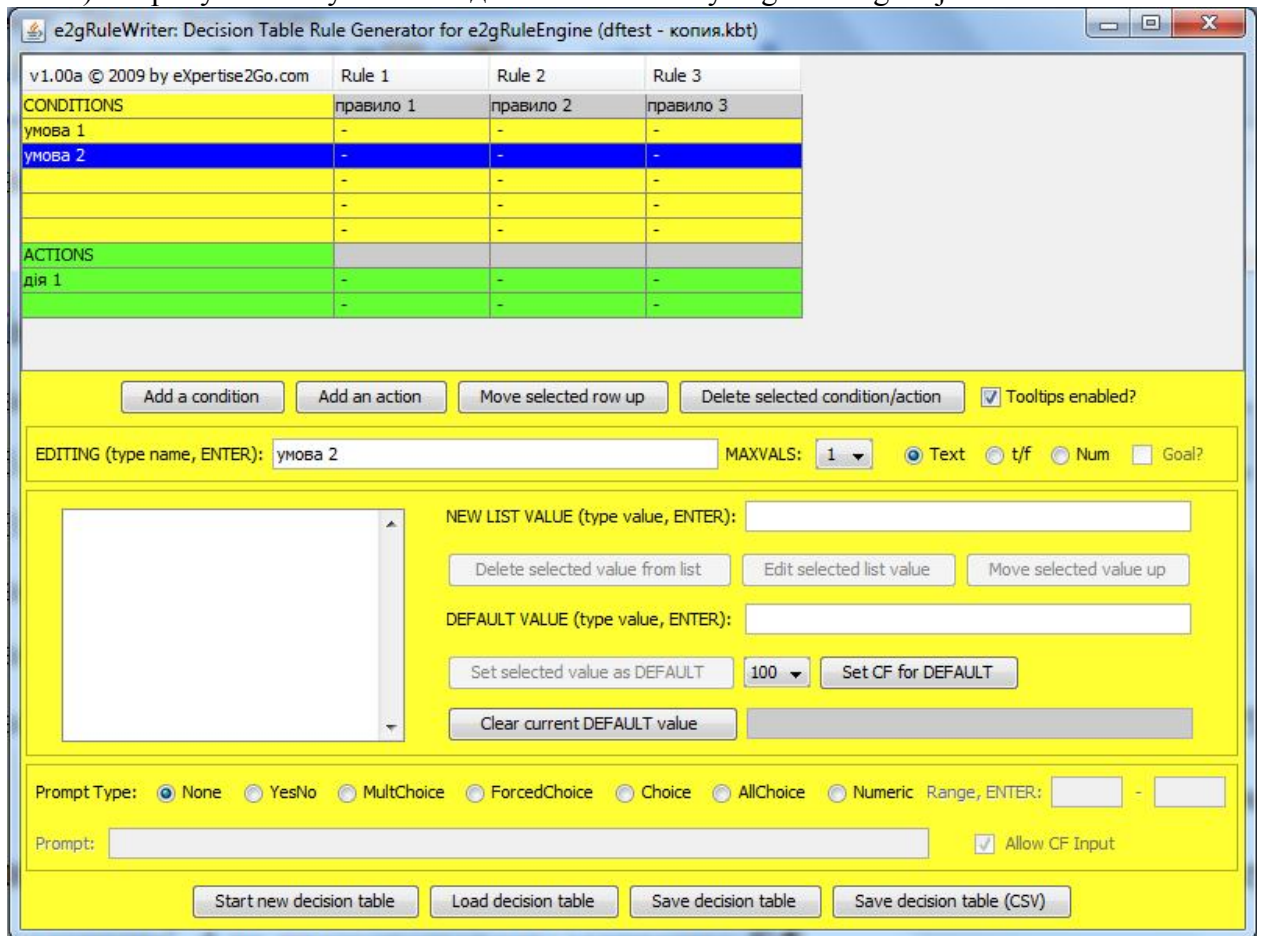 e2gRuleWriter: Decision Table Rule Generator for e2gRuleEngine (dftest - копия.kbt)
v1.00a © 2009 by eXpertise2Go.com Rule 1 Rule 2 Rule 3
CONDITIONS правило 1 правило 2 правило 3
умова 1 - - -
умова 2 - - -
- - -
- - -
- - -
ACTIONS
дія 1 - - -
- - -
Add a condition Add an action Move selected row up Delete selected condition/action Tooltips enabled?
EDITING (type name, ENTER): умова 2 MAXVALS: 1 Text t/f Num Goal?
NEW LIST VALUE (type value, ENTER):
Delete selected value from list Edit selected list value Move selected value up
DEFAULT VALUE (type value, ENTER):
Set selected value as DEFAULT 100 Set CF for DEFAULT
Clear current DEFAULT value
Prompt Type: None YesNo MultChoice ForcedChoice Choice AllChoice Numeric Range, ENTER: -
Prompt: Allow CF Input
Start new decision table Load decision table Save decision table Save decision table (CSV)